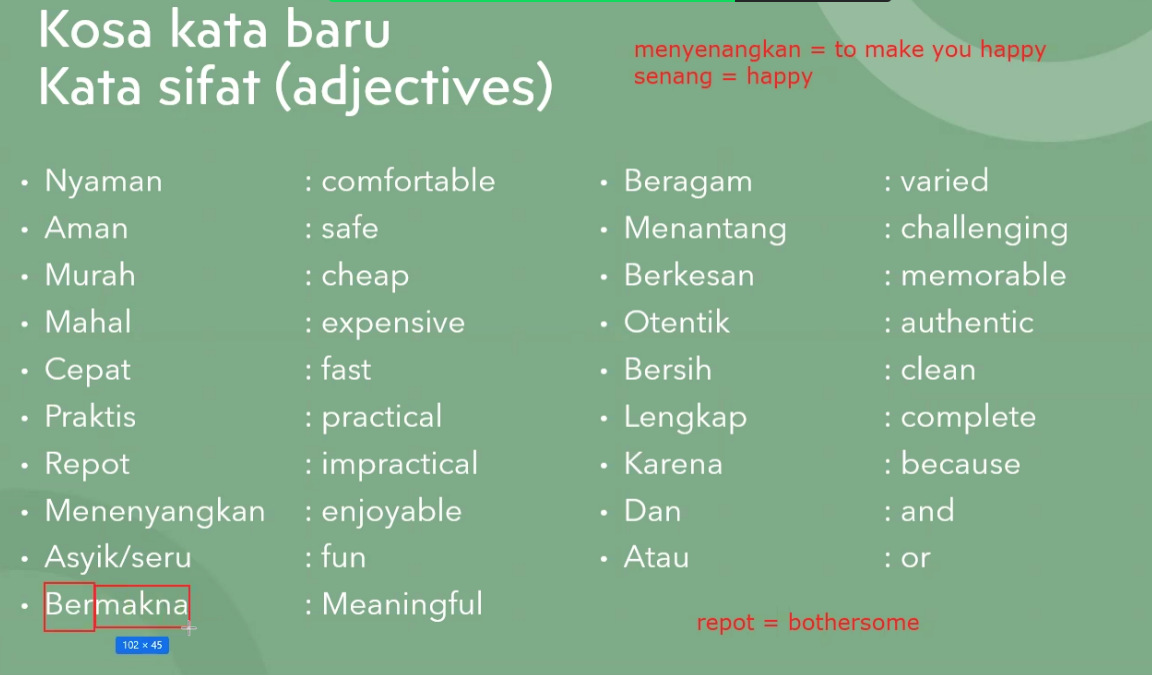 Kosa kata baru
Kata sifat (adjectives)
menyenangkan = to make you happy
senang = happy
• Nyaman : comfortable
• Aman : safe
• Murah : cheap
• Mahal : expensive
• Cepat : fast
• Praktis : practical
• Repot : impractical
• Menenyangkan : enjoyable
• Asyik/seru : fun
• Bermakna : Meaningful
102 × 45
• Beragam : varied
• Menantang : challenging
• Berkesan : memorable
• Otentik : authentic
• Bersih : clean
• Lengkap : complete
• Karena : because
• Dan : and
• Atau : or
repot = bothersome